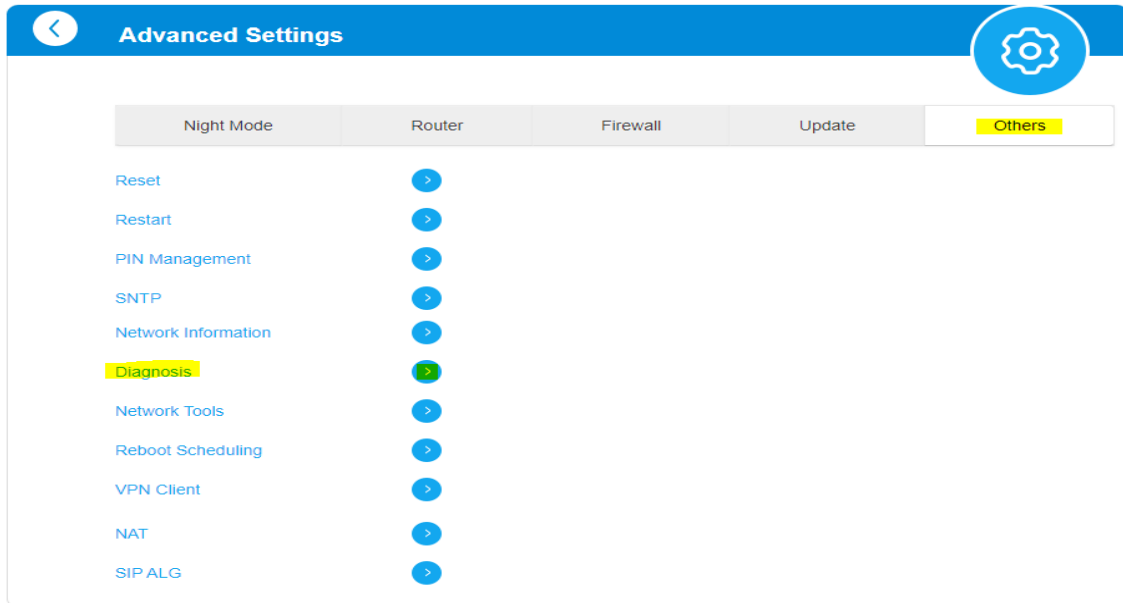 Advanced Settings
Night Mode Router Firewall Update Others
Reset
Restart
PIN Management
SNTP
Network Information
Diagnosis
Network Tools
Reboot Scheduling
VPN Client
NAT
SIP ALG